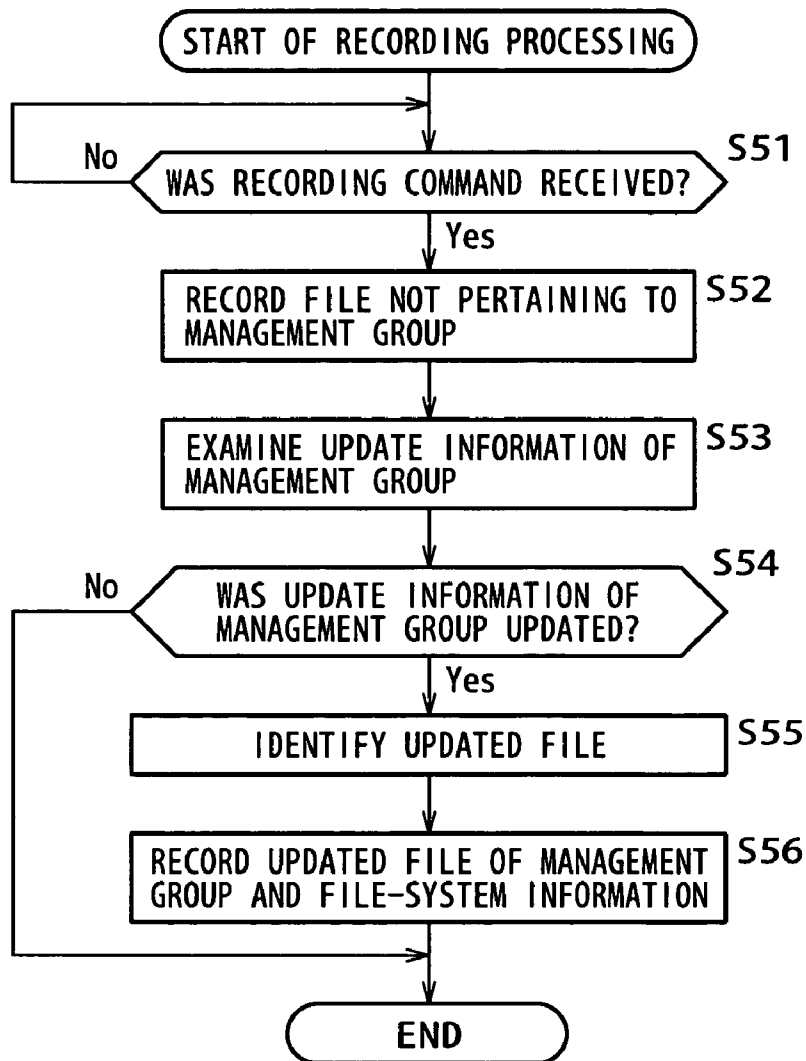 START OF RECORDING PROCESSING
No
S51
WAS RECORDING COMMAND RECEIVED?
Yes
S52
RECORD FILE NOT PERTAINING TO
MANAGEMENT GROUP
S53
EXAMINE UPDATE INFORMATION OF
MANAGEMENT GROUP
S54
No
WAS UPDATE INFORMATION OF
MANAGEMENT GROUP UPDATED?
Yes
S55
IDENTIFY UPDATED FILE
S56
RECORD UPDATED FILE OF MANAGEMENT
GROUP AND FILE-SYSTEM INFORMATION
END